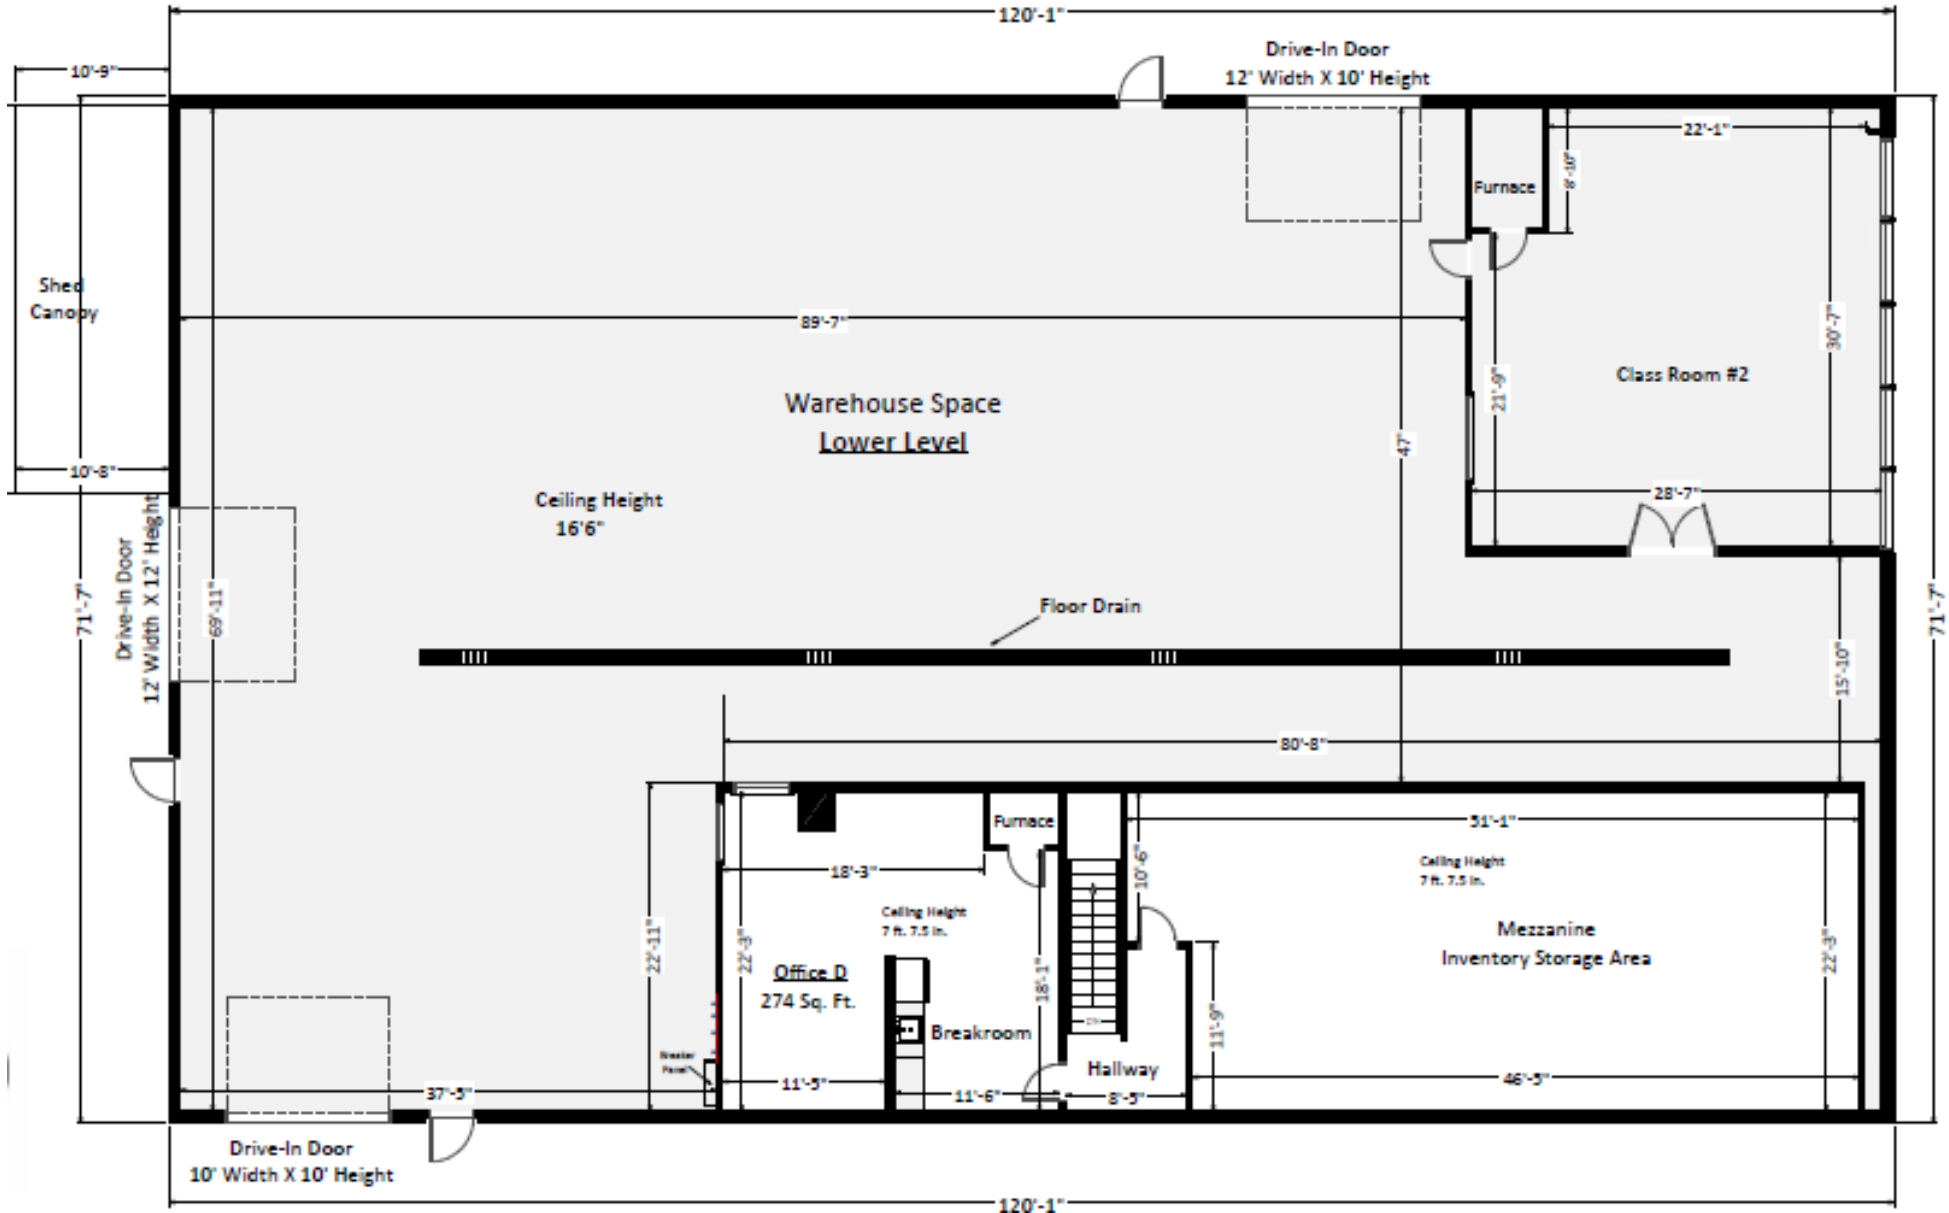 120'-1"
10'-9"
Drive-In Door
12' Width X 10' Height
22'-1"
8'-10"
Furnace
Shed
Canopy
89'-7"
30'-7"
Class Room #2
21'-9"
Warehouse Space
Lower Level
47'
10'-8"
28'-7"
Ceiling Height
16'6"
Drive-In Door
12' Width X 12' Height
71'-7"
69'-11"
Floor Drain
71'-7"
15'-10"
80'-8"
Furnace
51'-1"
18'-3"
10'-6"
Ceiling Height
7 ft. 7.5 in.
Ceiling Height
7 ft. 7.5 in.
22'-11"
22'-3"
Office D
274 Sq. Ft.
18'-1"
Mezzanine
Inventory Storage Area
22'-3"
Breakroom
11'-9"
Breaker
Panel
Hallway
37'-5"
11'-5"
11'-6"
8'-5"
46'-5"
Drive-In Door
10' Width X 10' Height
120'-1"